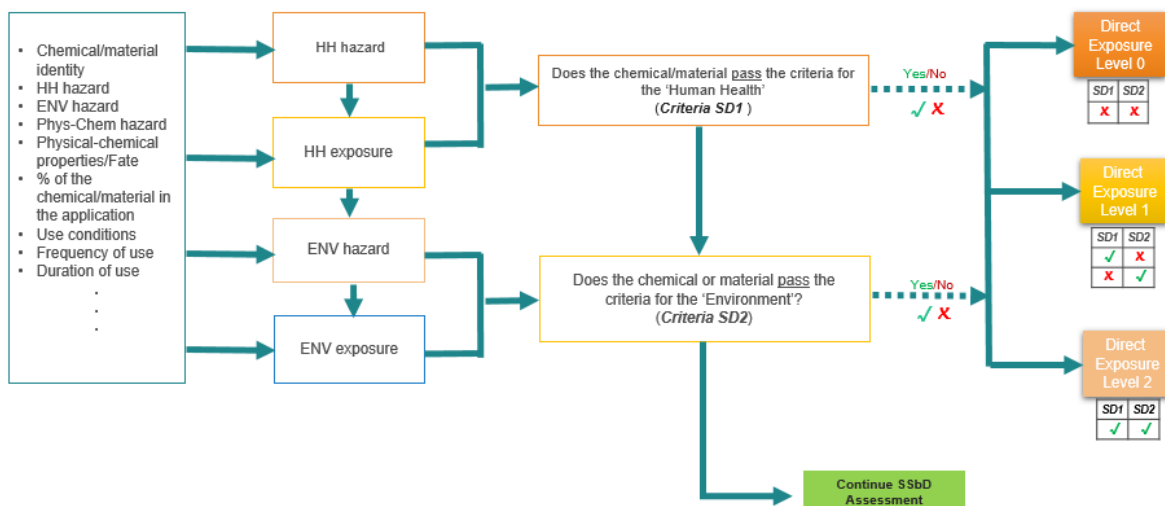 • Chemical/material
identity
• HH hazard
• ENV hazard
• Phys-Chem hazard
• Physical-chemical
properties/Fate
• % of the
chemical/material in
the application
• Use conditions
• Frequency of use
• Duration of use
.
.
.
HH hazard
HH exposure
ENV hazard
ENV exposure
Does the chemical/material pass the criteria for
the ‘Human Health’
(Criteria SD1 )
Yes/No
✓ ✗
Does the chemical or material pass the
criteria for the ‘Environment’?
(Criteria SD2)
Yes/No
✓ ✗
Continue SSbD
Assessment
Direct
Exposure
Level 0
SD1 SD2
✗ ✗
Direct
Exposure
Level 1
SD1 SD2
✓ ✗
✗ ✓
Direct
Exposure
Level 2
SD1 SD2
✓ ✓